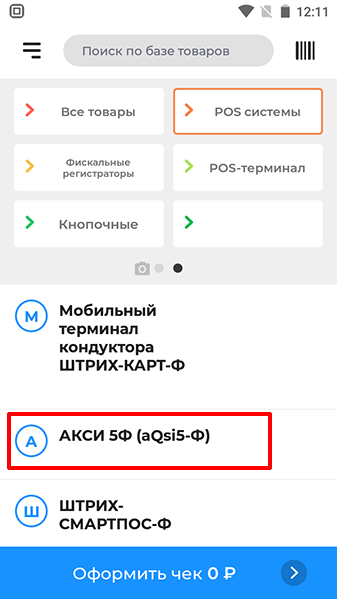 12:11
Поиск по базе товаров
Все товары
POS системы
Фискальные
регистраторы
POS-терминал
Кнопочные
М
Мобильный
терминал
кондуктора
ШТРИХ-КАРТ-Ф
А
АКСИ 5Ф (aQsi5-Ф)
Ш
ШТРИХ-
СМАРТПОС-Ф
Оформить чек 0 ₽